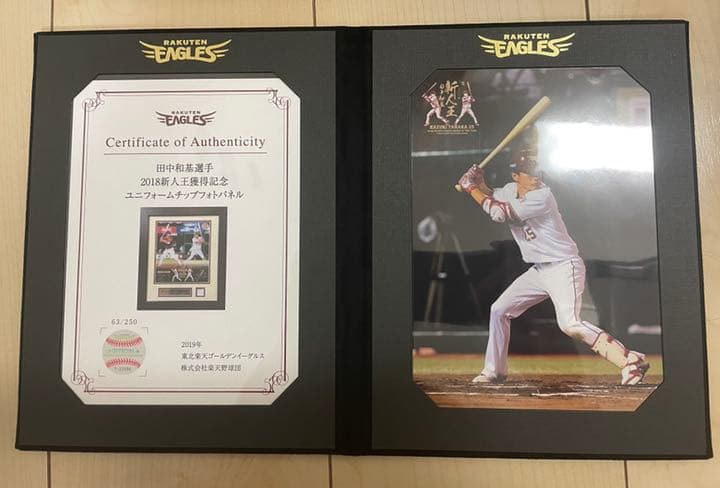 RAKUTEN
EAGLES
RAKUTEN
EAGLES
Certificate of Authenticity
田中和基選手
2018新人王獲得記念
ユニフォームチップフォトパネル
63/250
2019年
東北楽天ゴールデンイーグルス
株式会社楽天野球団
RAKUTEN
EAGLES
新人王
KAZUKI TANAKA 25
25